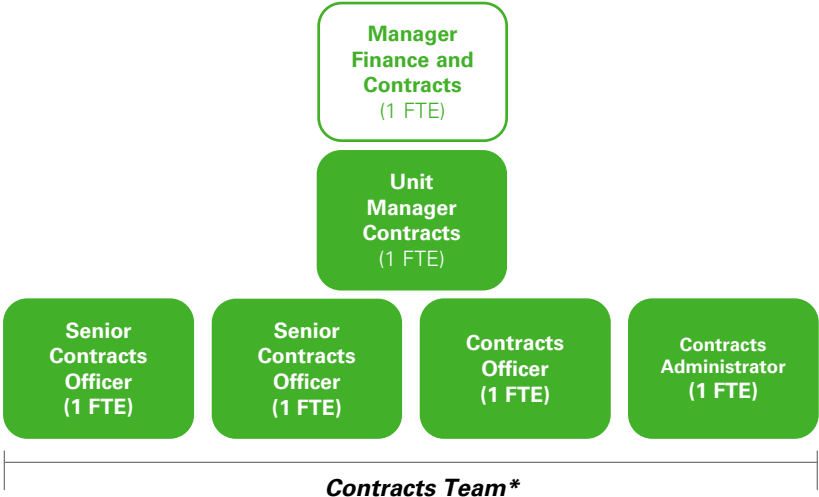 Manager
Finance and
Contracts
(1 FTE)
Unit
Manager
Contracts
(1 FTE)
Senior
Contracts
Officer
(1 FTE)
Senior
Contracts
Officer
(1 FTE)
Contracts
Officer
(1 FTE)
Contracts
Administrator
(1 FTE)
Contracts Team*